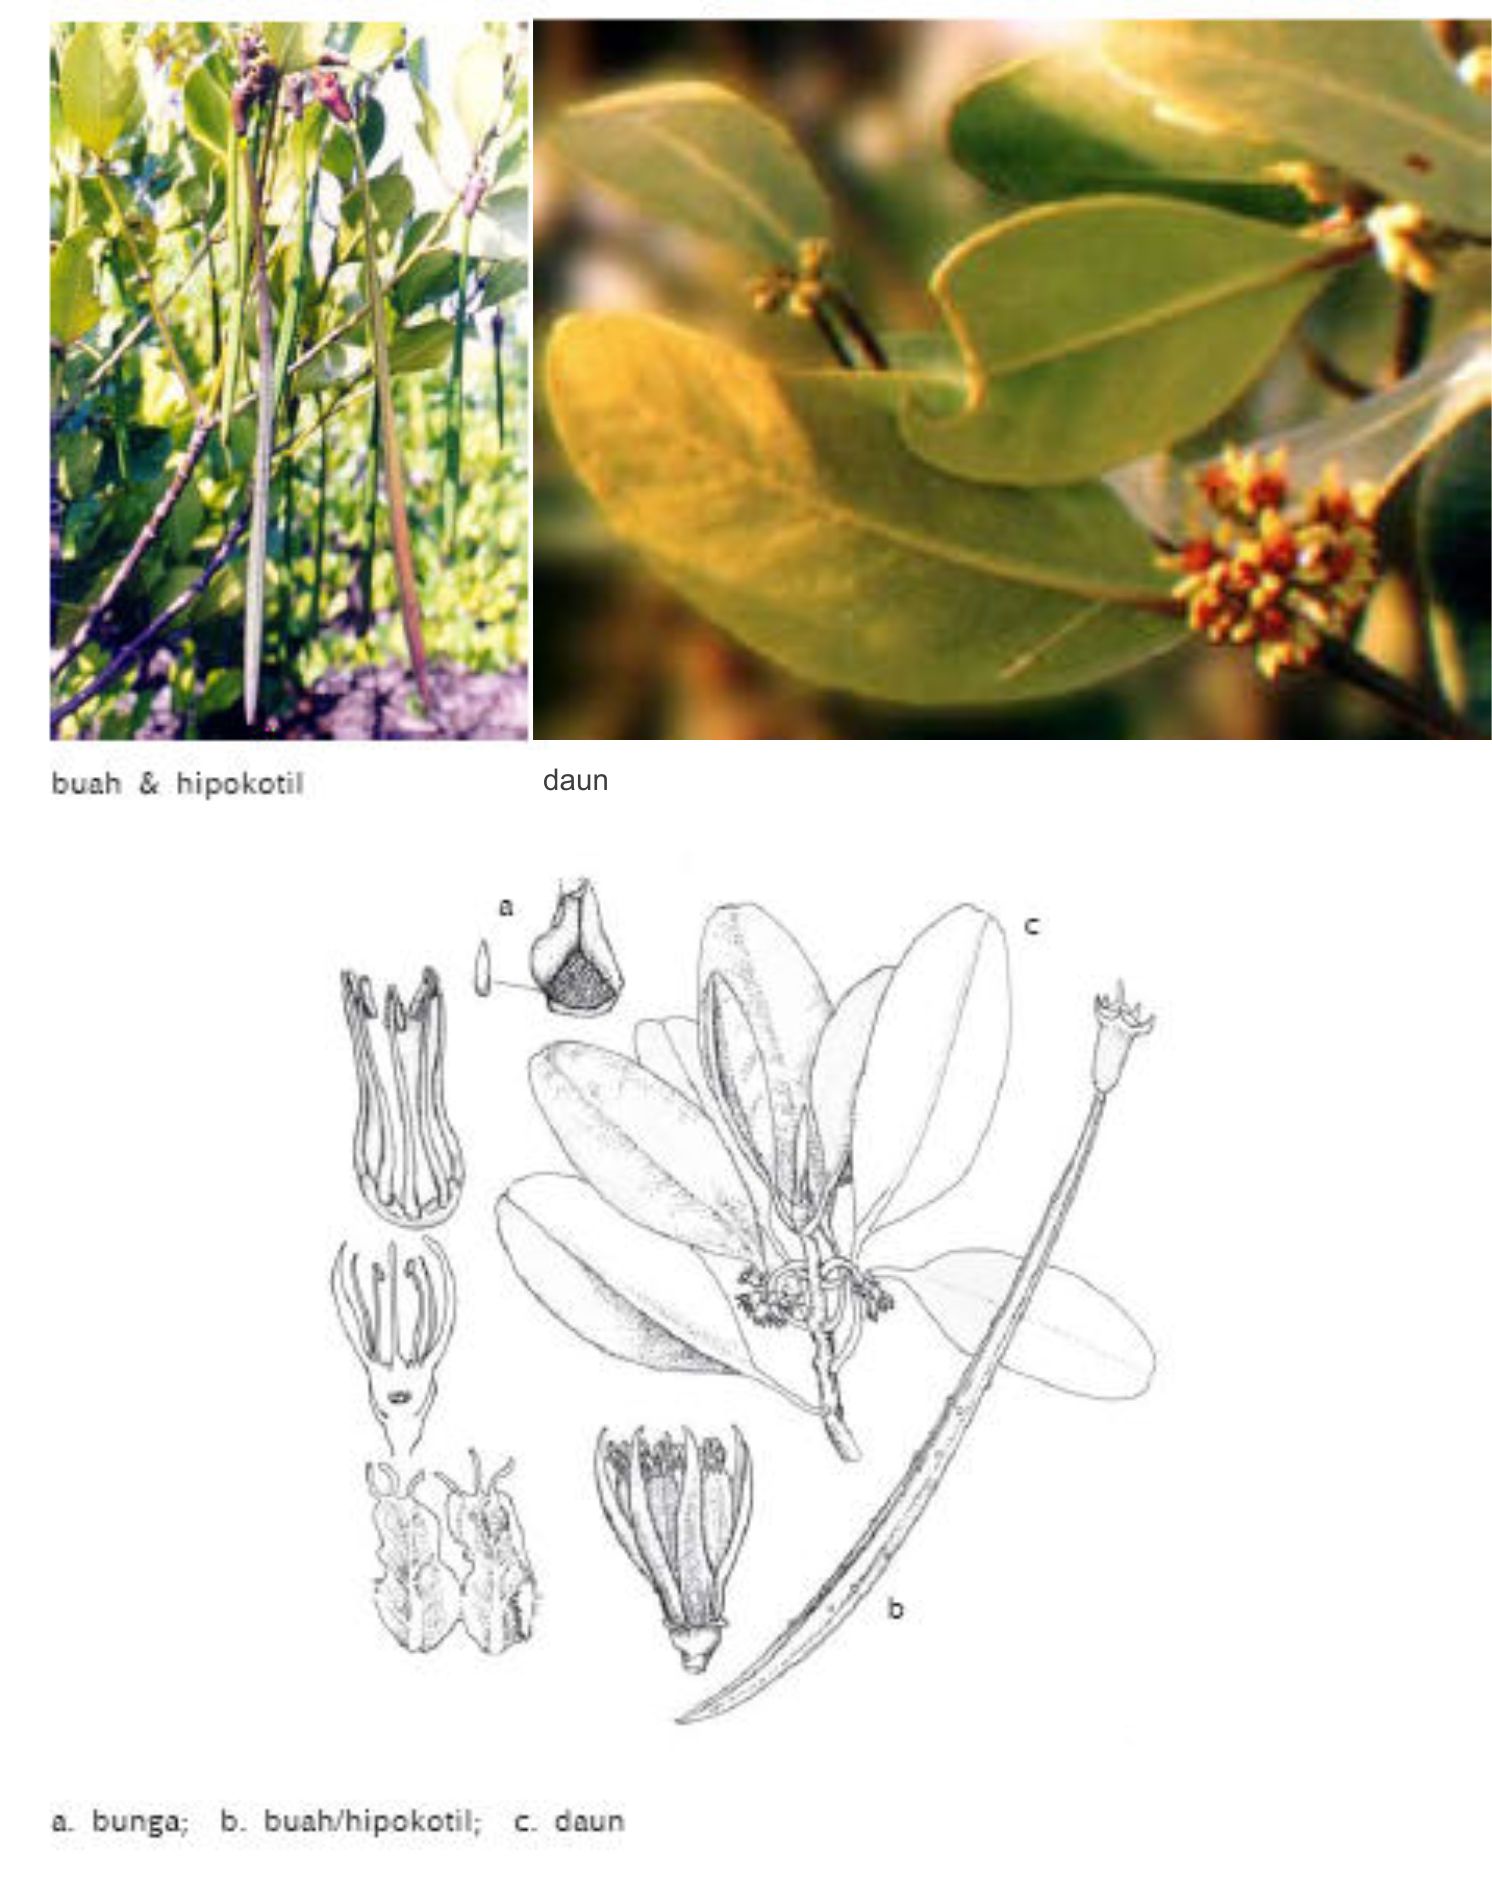 buah & hipokotil
daun
a
c
b
a. bunga; b. buah/hipokotil; c. daun